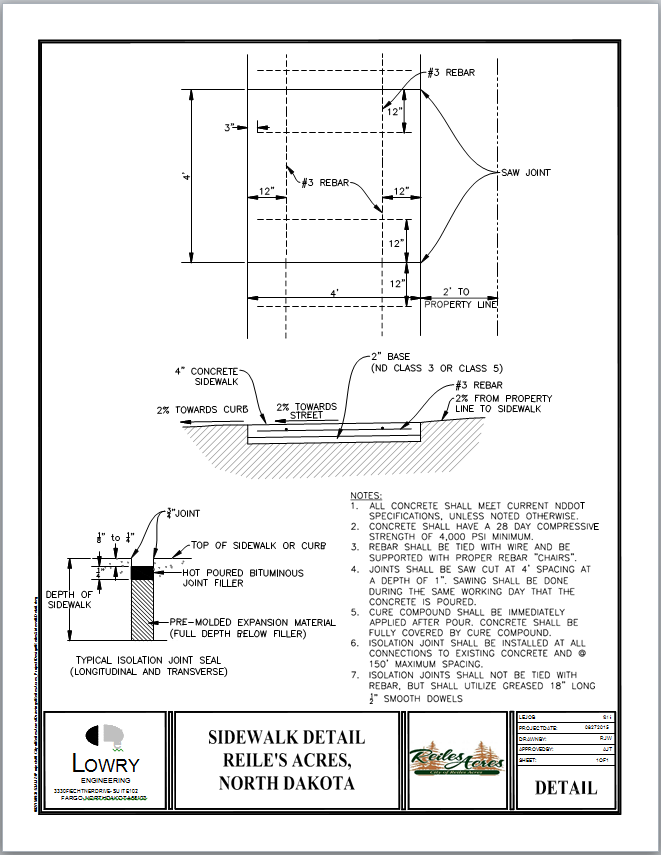 #3 REBAR
12"
3"
4'
#3 REBAR
SAW JOINT
12"
12"
12"
12"
4'
2' TO
PROPERTY LINE
2" BASE
(ND CLASS 3 OR CLASS 5)
4" CONCRETE
SIDEWALK
#3 REBAR
2% FROM PROPERTY
LINE TO SIDEWALK
2% TOWARDS CURB
2% TOWARDS
STREET
NOTES:
1. ALL CONCRETE SHALL MEET CURRENT NDDOT
SPECIFICATIONS, UNLESS NOTED OTHERWISE.
2. CONCRETE SHALL HAVE A 28 DAY COMPRESSIVE
STRENGTH OF 4,000 PSI MINIMUM.
3. REBAR SHALL BE TIED WITH WIRE AND BE
SUPPORTED WITH PROPER REBAR "CHAIRS".
4. JOINTS SHALL BE SAW CUT AT 4' SPACING AT
A DEPTH OF 1". SAWING SHALL BE DONE
DURING THE SAME WORKING DAY THAT THE
CONCRETE IS POURED.
5. CURE COMPOUND SHALL BE IMMEDIATELY
APPLIED AFTER POUR. CONCRETE SHALL BE
FULLY COVERED BY CURE COMPOUND.
6. ISOLATION JOINT SHALL BE INSTALLED AT ALL
CONNECTIONS TO EXISTING CONCRETE AND @
150' MAXIMUM SPACING.
7. ISOLATION JOINTS SHALL NOT BE TIED WITH
REBAR, BUT SHALL UTILIZE GREASED 18" LONG
½" SMOOTH DOWELS
¾" JOINT
⅛" to ¼"
TOP OF SIDEWALK OR CURB
HOT POURED BITUMINOUS
JOINT FILLER
DEPTH OF
SIDEWALK
PRE-MOLDED EXPANSION MATERIAL
(FULL DEPTH BELOW FILLER)
TYPICAL ISOLATION JOINT SEAL
(LONGITUDINAL AND TRANSVERSE)
LOWRY
ENGINEERING
SIDEWALK DETAIL
REILE'S ACRES,
NORTH DAKOTA
Reiles Acres
City of Reiles Acres
LEJOB:
PROJECTDATE: 08272015
DRAWNBY: RJW
APPROVEDBY: AJT
SHEET: 1OF1
DETAIL